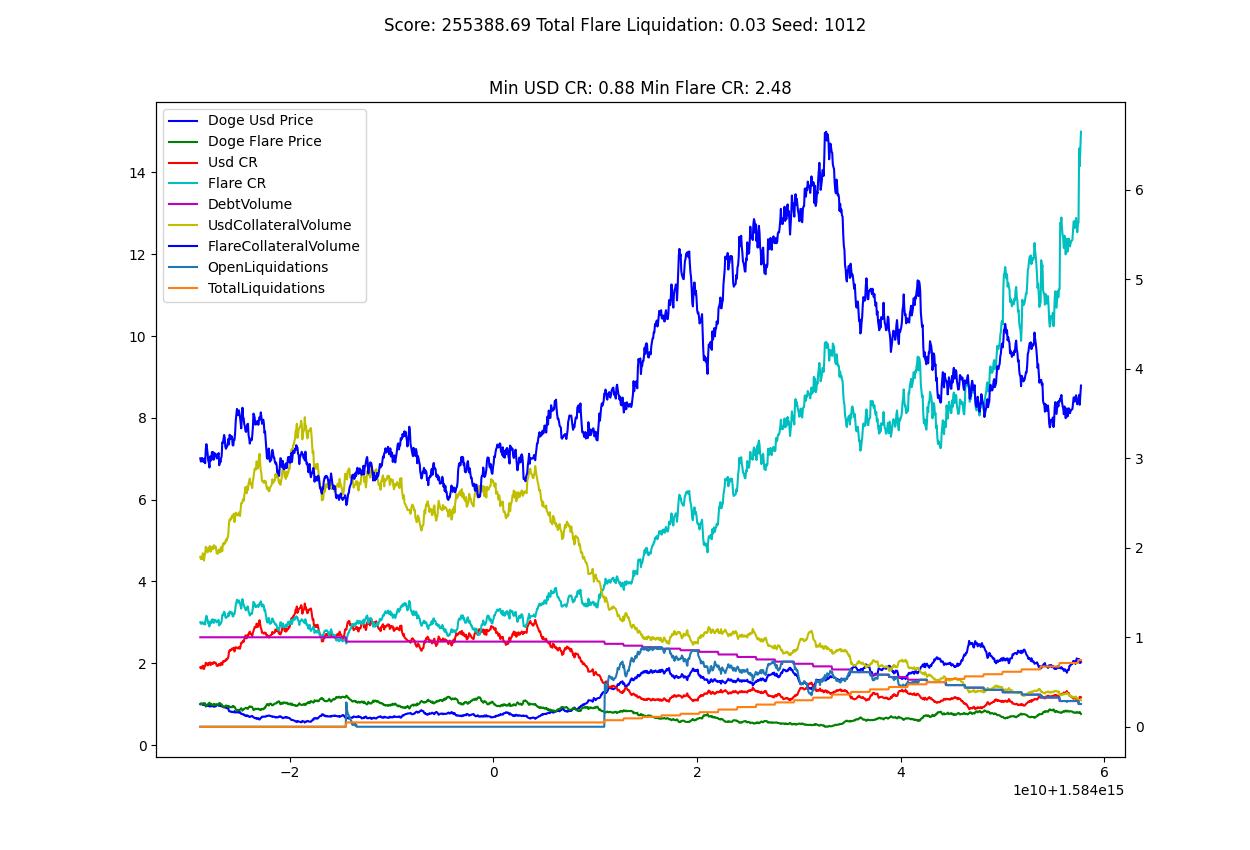 Score: 255388.69 Total Flare Liquidation: 0.03 Seed: 1012
Min USD CR: 0.88 Min Flare CR: 2.48
Doge Usd Price
Doge Flare Price
Usd CR
Flare CR
DebtVolume
UsdCollateralVolume
FlareCollateralVolume
OpenLiquidations
TotalLiquidations
14
12
10
8
6
4
2
0
6
5
4
3
2
1
0
−2 0 2 4 6
1e10+1.584e15